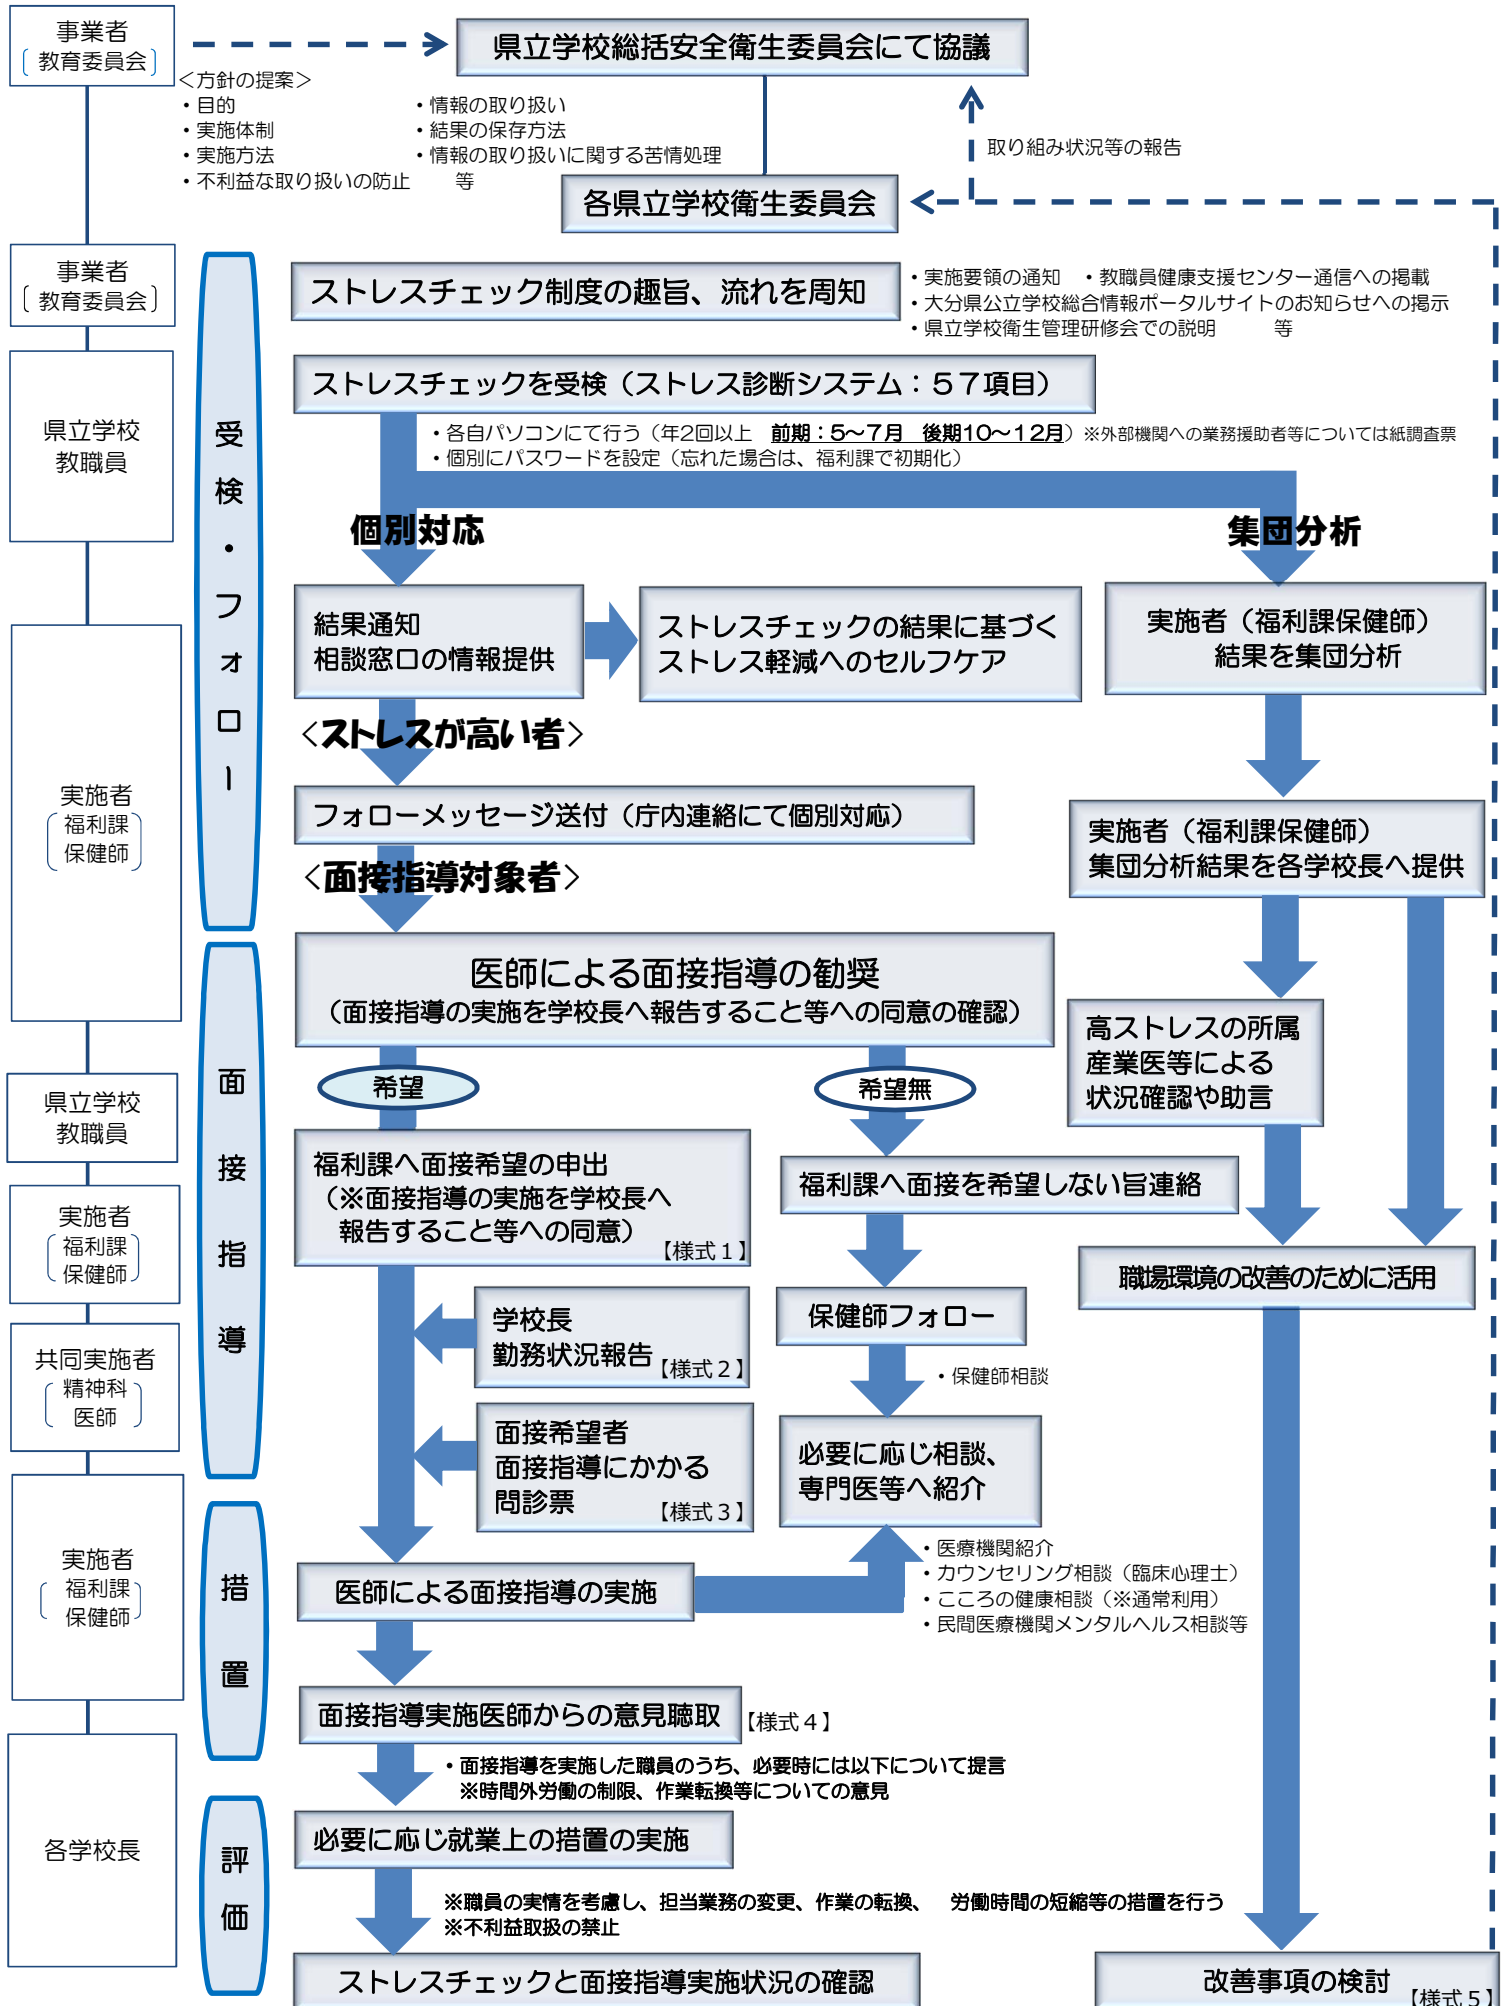 事業者
〔教育委員会〕
県立学校総括安全衛生委員会にて協議
＜方針の提案＞
・目的
・実施体制
・実施方法
・不利益な取り扱いの防止　等
・情報の取り扱い
・結果の保存方法
・情報の取り扱いに関する苦情処理
取り組み状況等の報告
各県立学校衛生委員会
事業者
〔教育委員会〕
ストレスチェック制度の趣旨、流れを周知
・実施要領の通知　・教職員健康支援センター通信への掲載
・大分県公立学校総合情報ポータルサイトのお知らせへの掲示
・県立学校衛生管理研修会での説明　等
県立学校
教職員
受検・フォロー
ストレスチェックを受検（ストレス診断システム：５７項目）
・各自パソコンにて行う（年2回以上　前期：5～7月　後期10～12月）※外部機関への業務援助者等については紙調査票
・個別にパスワードを設定（忘れた場合は、福利課で初期化）
個別対応
集団分析
結果通知
相談窓口の情報提供
ストレスチェックの結果に基づく
ストレス軽減へのセルフケア
実施者（福利課保健師）
結果を集団分析
＜ストレスが高い者＞
実施者
福利課
保健師
フォローメッセージ送付（庁内連絡にて個別対応）
実施者（福利課保健師）
集団分析結果を各学校長へ提供
＜面接指導対象者＞
面接指導
医師による面接指導の勧奨
（面接指導の実施を学校長へ報告すること等への同意の確認）
高ストレスの所属
産業医等による
状況確認や助言
県立学校
教職員
希望
希望無
福利課へ面接希望の申出
（※面接指導の実施を学校長へ
報告すること等への同意）
【様式１】
福利課へ面接を希望しない旨連絡
実施者
福利課
保健師
職場環境の改善のために活用
学校長
勤務状況報告
【様式２】
保健師フォロー
・保健師相談
共同実施者
精神科
医師
面接希望者
面接指導にかかる
問診票
【様式３】
必要に応じ相談、
専門医等へ紹介
実施者
福利課
保健師
措置
医師による面接指導の実施
・医療機関紹介
・カウンセリング相談（臨床心理士）
・こころの健康相談（※通常利用）
・民間医療機関メンタルヘルス相談等
面接指導実施医師からの意見聴取
【様式４】
・面接指導を実施した職員のうち、必要時には以下について提言
※時間外労働の制限、作業転換等についての意見
各学校長
評価
必要に応じ就業上の措置の実施
※職員の実情を考慮し、担当業務の変更、作業の転換、　労働時間の短縮等の措置を行う
※不利益取扱の禁止
ストレスチェックと面接指導実施状況の確認
改善事項の検討
【様式５】